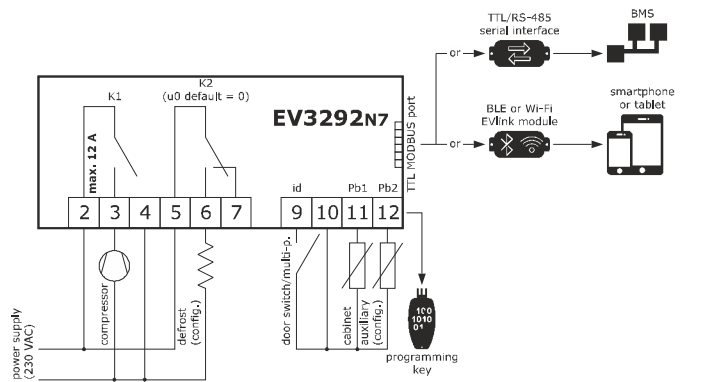 TTL/RS-485
serial interface
BMS
or
K1
K2
(u0 default = 0)
EV3292N7
max. 12 A
TTL MODBUS port
or
BLE or Wi-Fi
EVlink module
smartphone
or tablet
id
Pb1
Pb2
2
3
4
5
6
7
9
10
11
12
power supply
(230 VAC)
compressor
defrost
(config.)
door switch/multi-p.
cabinet
auxiliary
(config.)
100
1010
01
programming
key